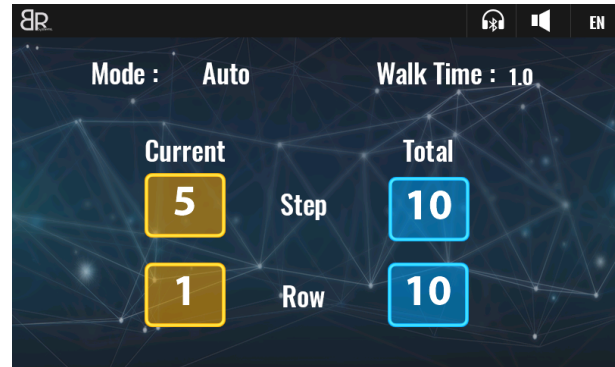 BR EN
Mode : Auto Walk Time : 1.0
Current Total
5 Step 10
1 Row 10